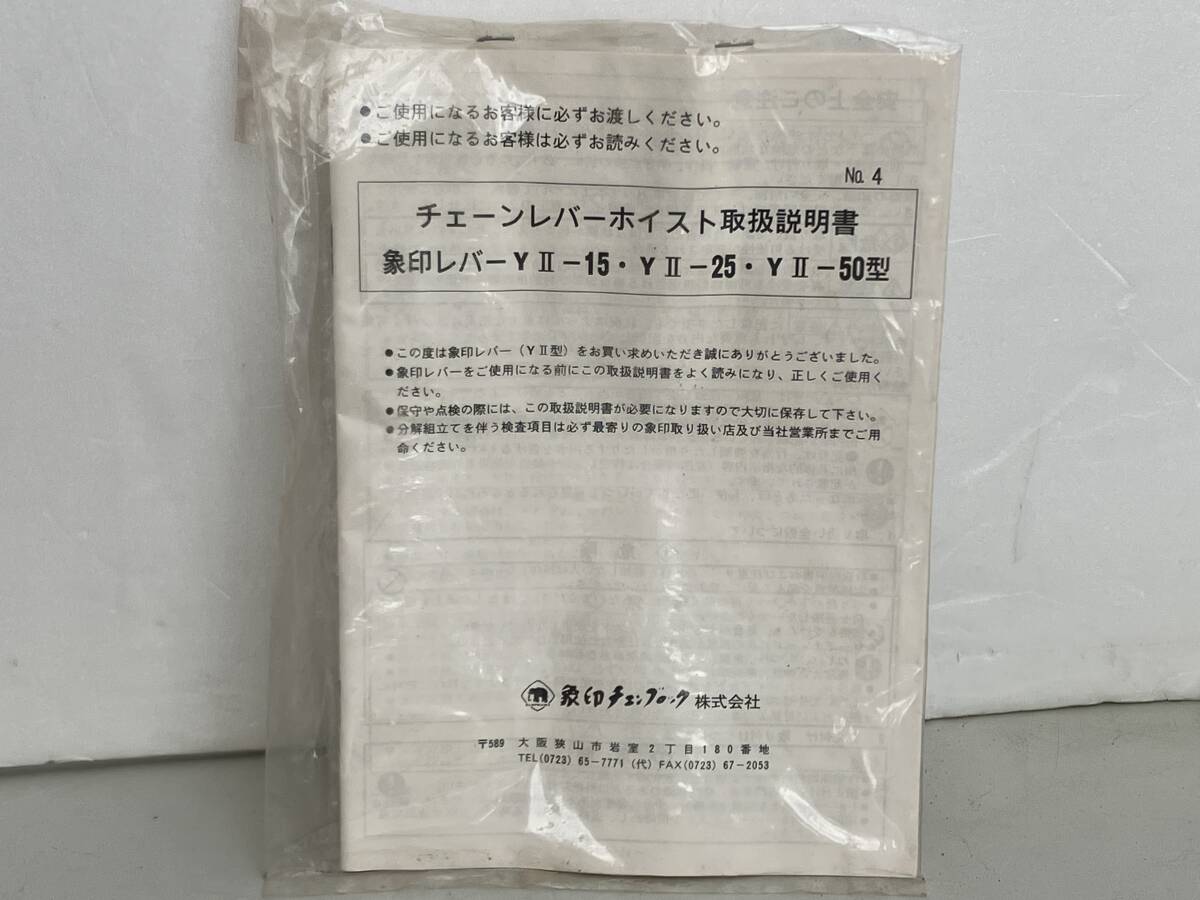 ●ご使用になるお客様に必ずお渡しください。
●ご使用になるお客様は必ずお読みください。
No. 4
チェーンレバーホイスト取扱説明書
象印レバーYⅡ－15・YⅡ－25・YⅡ－50型
●この度は象印レバー（YⅡ型）をお買い求めいただき誠にありがとうございました。
●象印レバーをご使用になる前にこの取扱説明書をよく読みになり、正しくご使用く
ださい。
●保守や点検の際には、この取扱説明書が必要になりますので大切に保存して下さい。
●分解組立てを伴う検査項目は必ず最寄りの象印取り扱い店及び当社営業所までご用
命ください。
象印チェンブロック株式会社
〒589 大阪狭山市岩室2丁目180番地
TEL(0723) 65－7771 (代) FAX(0723) 67－2053